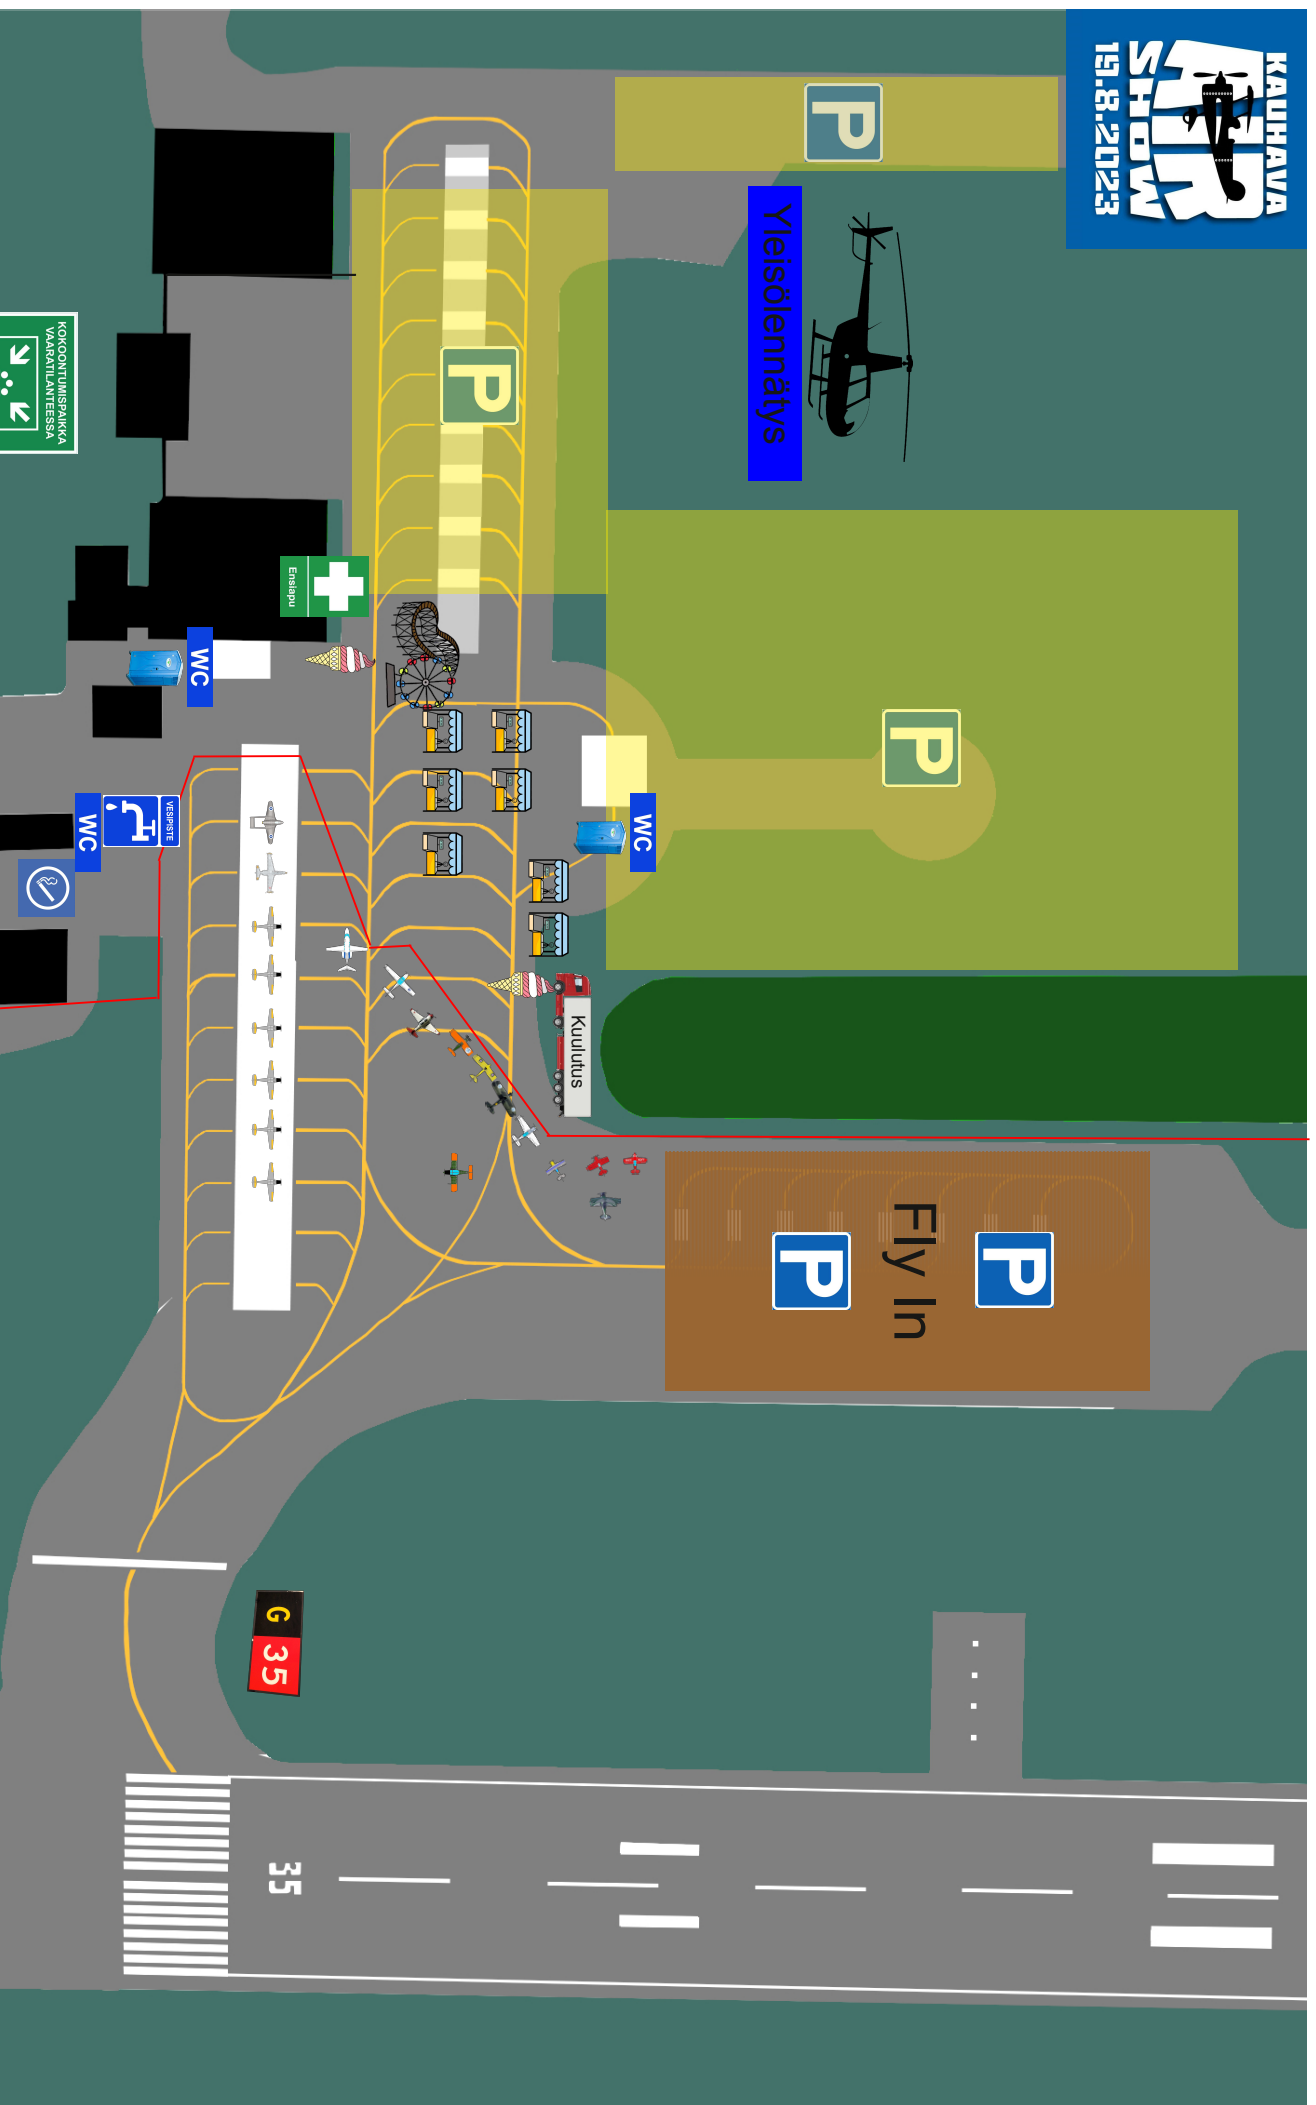 KAUHAVA
AIR
SHOW
19.8.2023
P
Yleisölennätys
P
KOKOONTUMISPAIKKA
VAARATILANTEESSA
P
Ensiapu
WC
WC
VESIPISTE
WC
Kuulutus
Fly In
P
P
G 35
35